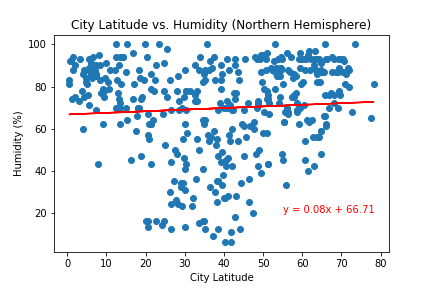 City Latitude vs. Humidity (Northern Hemisphere)
100
80
60
40
20
Humidity (%)
y = 0.08x + 66.71
0 10 20 30 40 50 60 70 80
City Latitude